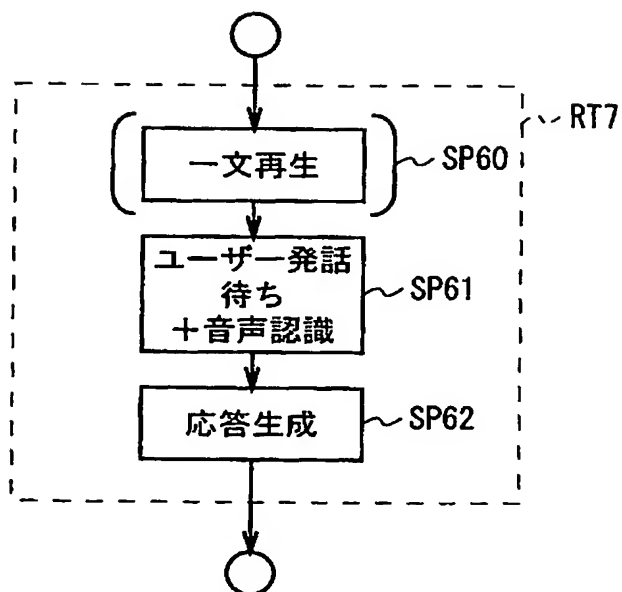 RT7
一文再生
SP60
ユーザー発話
待ち
＋音声認識
SP61
応答生成
SP62